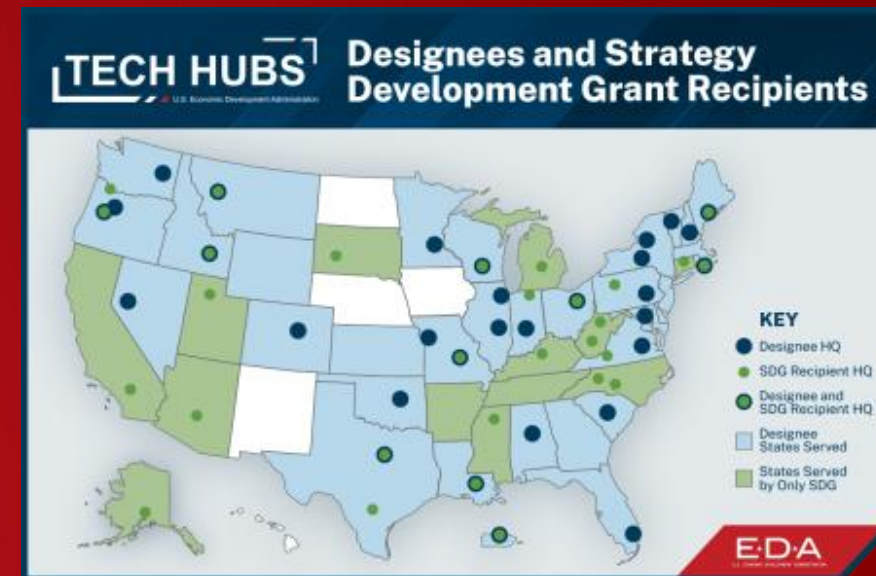 TECH HUBS
U.S. Economic Development Administration
Designees and Strategy
Development Grant Recipients
KEY
Designee HQ
SDG Recipient HQ
Designee and
SDG Recipient HQ
Designee
States Served
States Served
by Only SDG
E·D·A